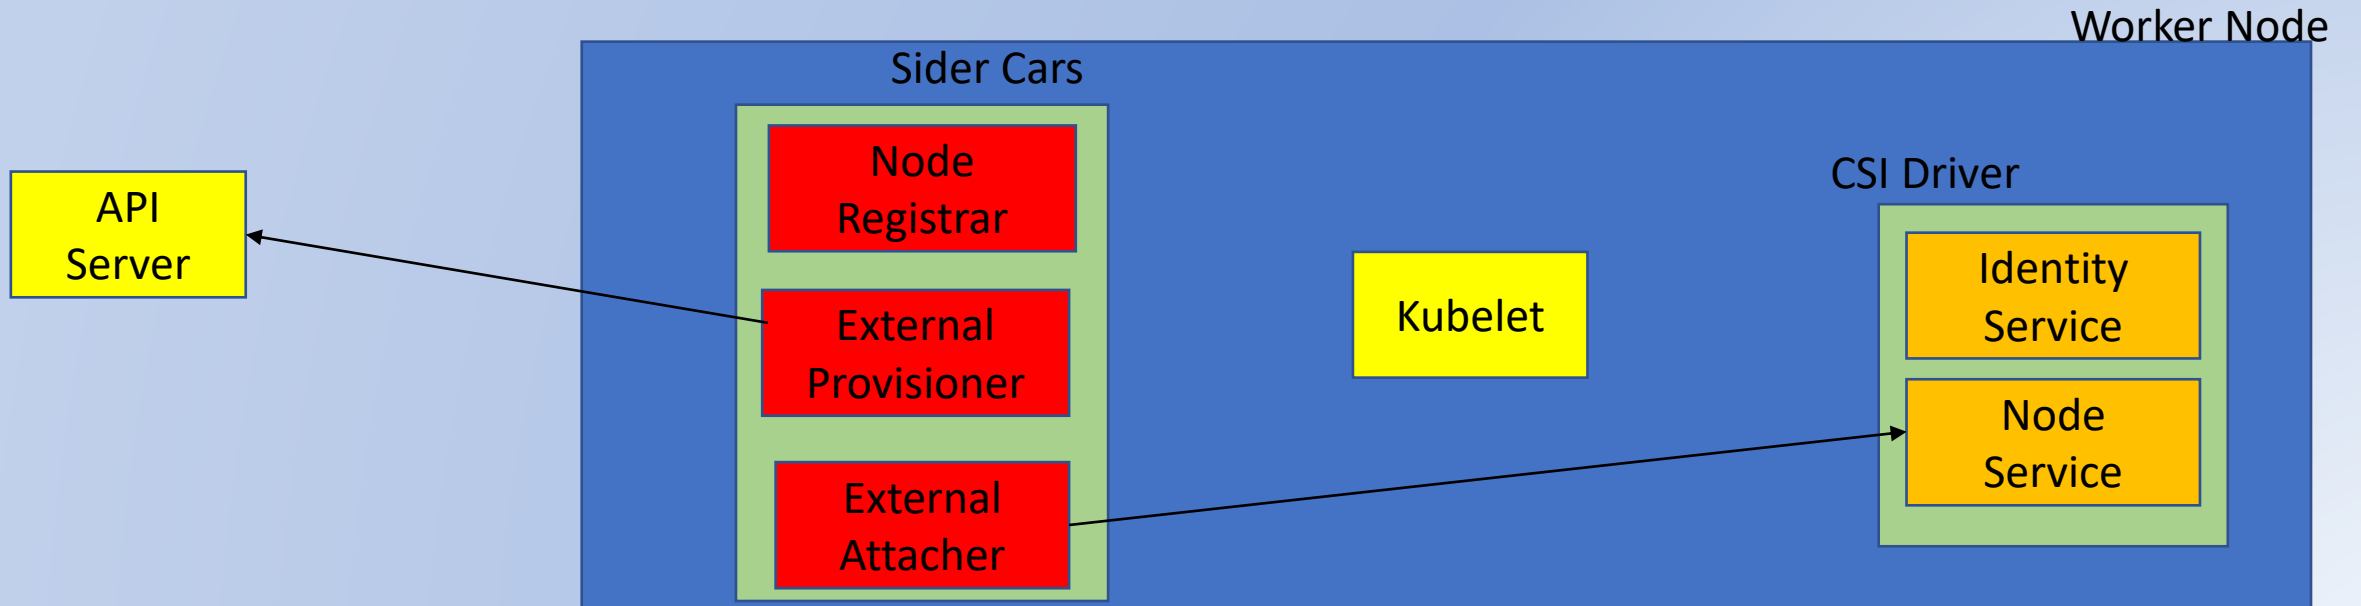 Worker Node
Sider Cars
Node
Registrar
CSI Driver
API
Server
Identity
Service
External
Provisioner
Kubelet
Node
Service
External
Attacher